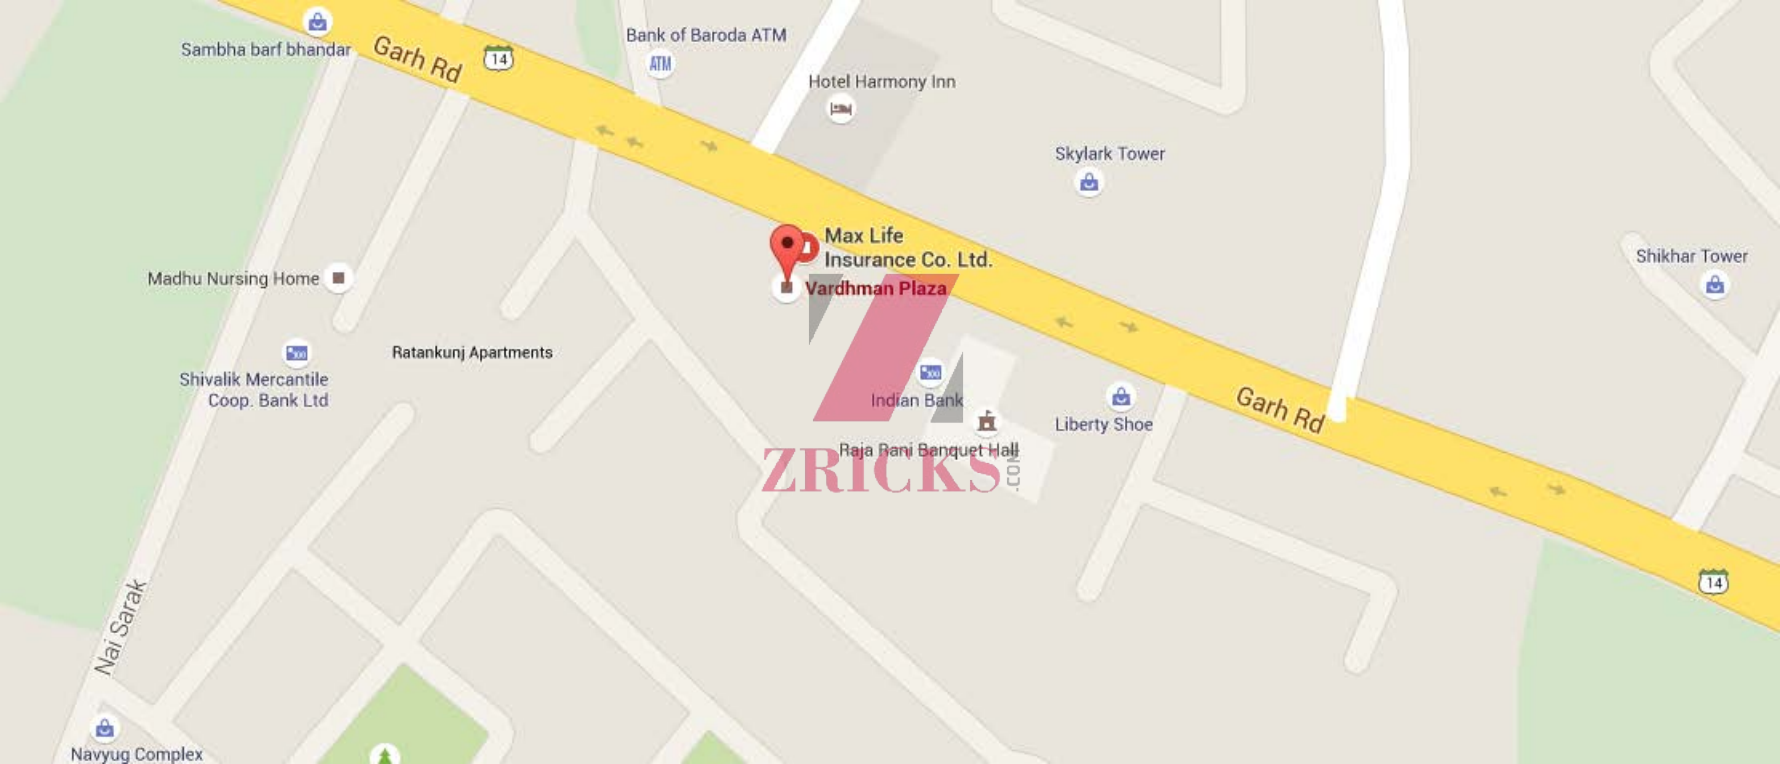 Sambha barf bhandar
Garh Rd
14
Bank of Baroda ATM
ATM
Hotel Harmony Inn
Skylark Tower
Max Life
Insurance Co. Ltd.
Vardhman Plaza
Shikhar Tower
Madhu Nursing Home
Ratankunj Apartments
Shivalik Mercantile
Coop. Bank Ltd
Indian Bank
Liberty Shoe
Garh Rd
Raja Rani Banquet Hall
ZRICKS.COM
14
Nai Sarak
Navyug Complex